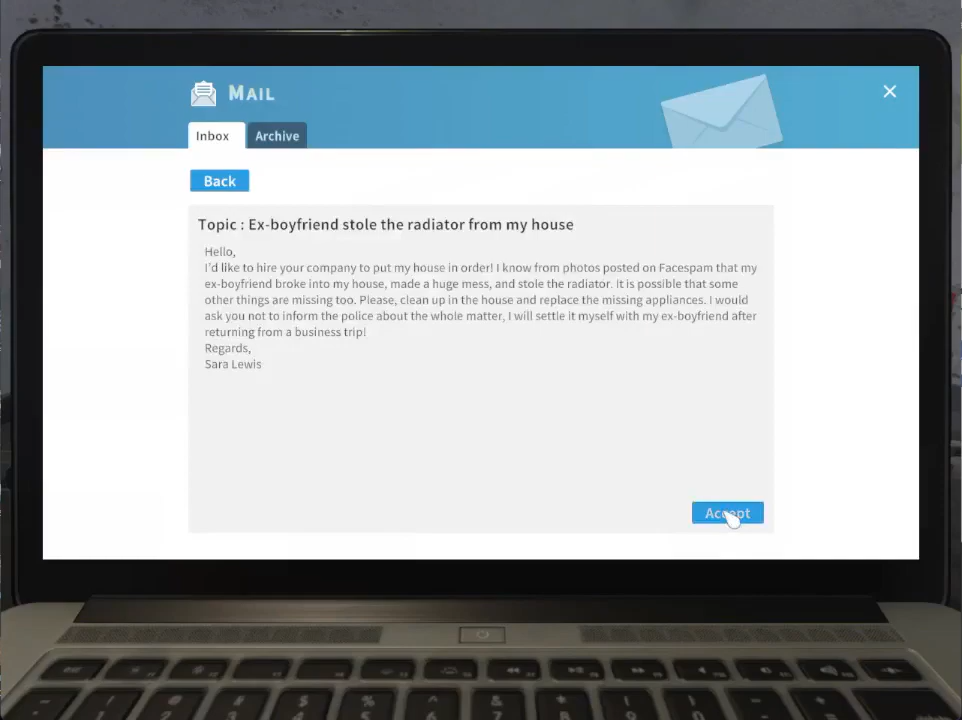 MAIL
Inbox
Archive
Back
Topic : Ex-boyfriend stole the radiator from my house
Hello,
I'd like to hire your company to put my house in order! I know from photos posted on Facespam that my
ex-boyfriend broke into my house, made a huge mess, and stole the radiator. It is possible that some
other things are missing too. Please, clean up in the house and replace the missing appliances. I would
ask you not to inform the police about the whole matter, I will settle it myself with my ex-boyfriend after
returning from a business trip!
Regards,
Sara Lewis
Accept